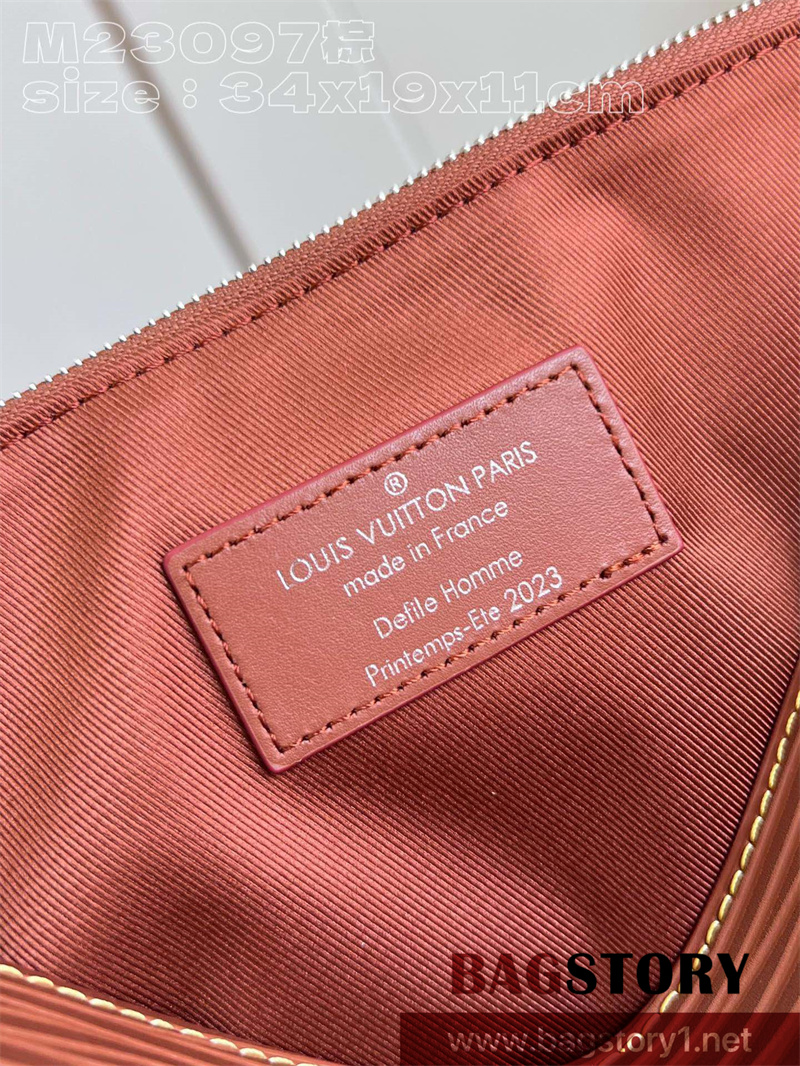 M23097棕
size：34x19x11cm
®
LOUIS VUITTON PARIS
made in France
Defile Homme
Printemps-Ete 2023
BAGSTORY
www.bagstory1.net